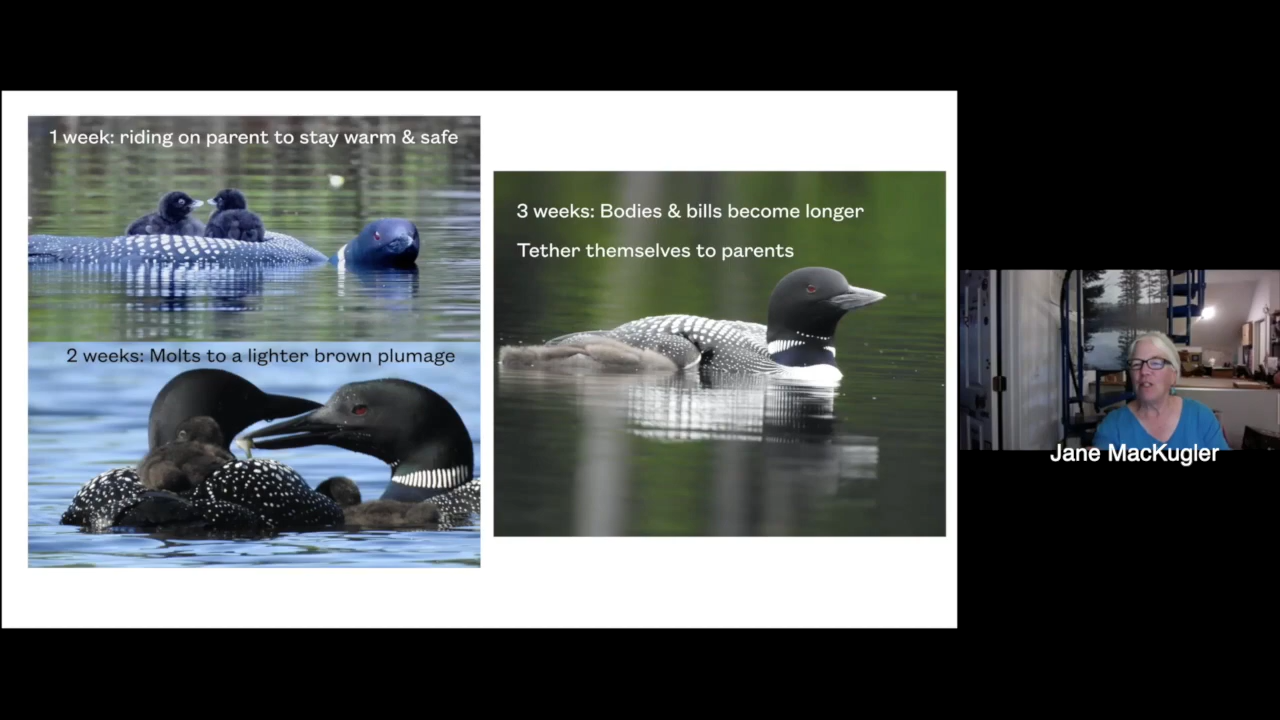 1 week: riding on parent to stay warm & safe
2 weeks: Molts to a lighter brown plumage
3 weeks: Bodies & bills become longer
Tether themselves to parents
Jane MacKugler